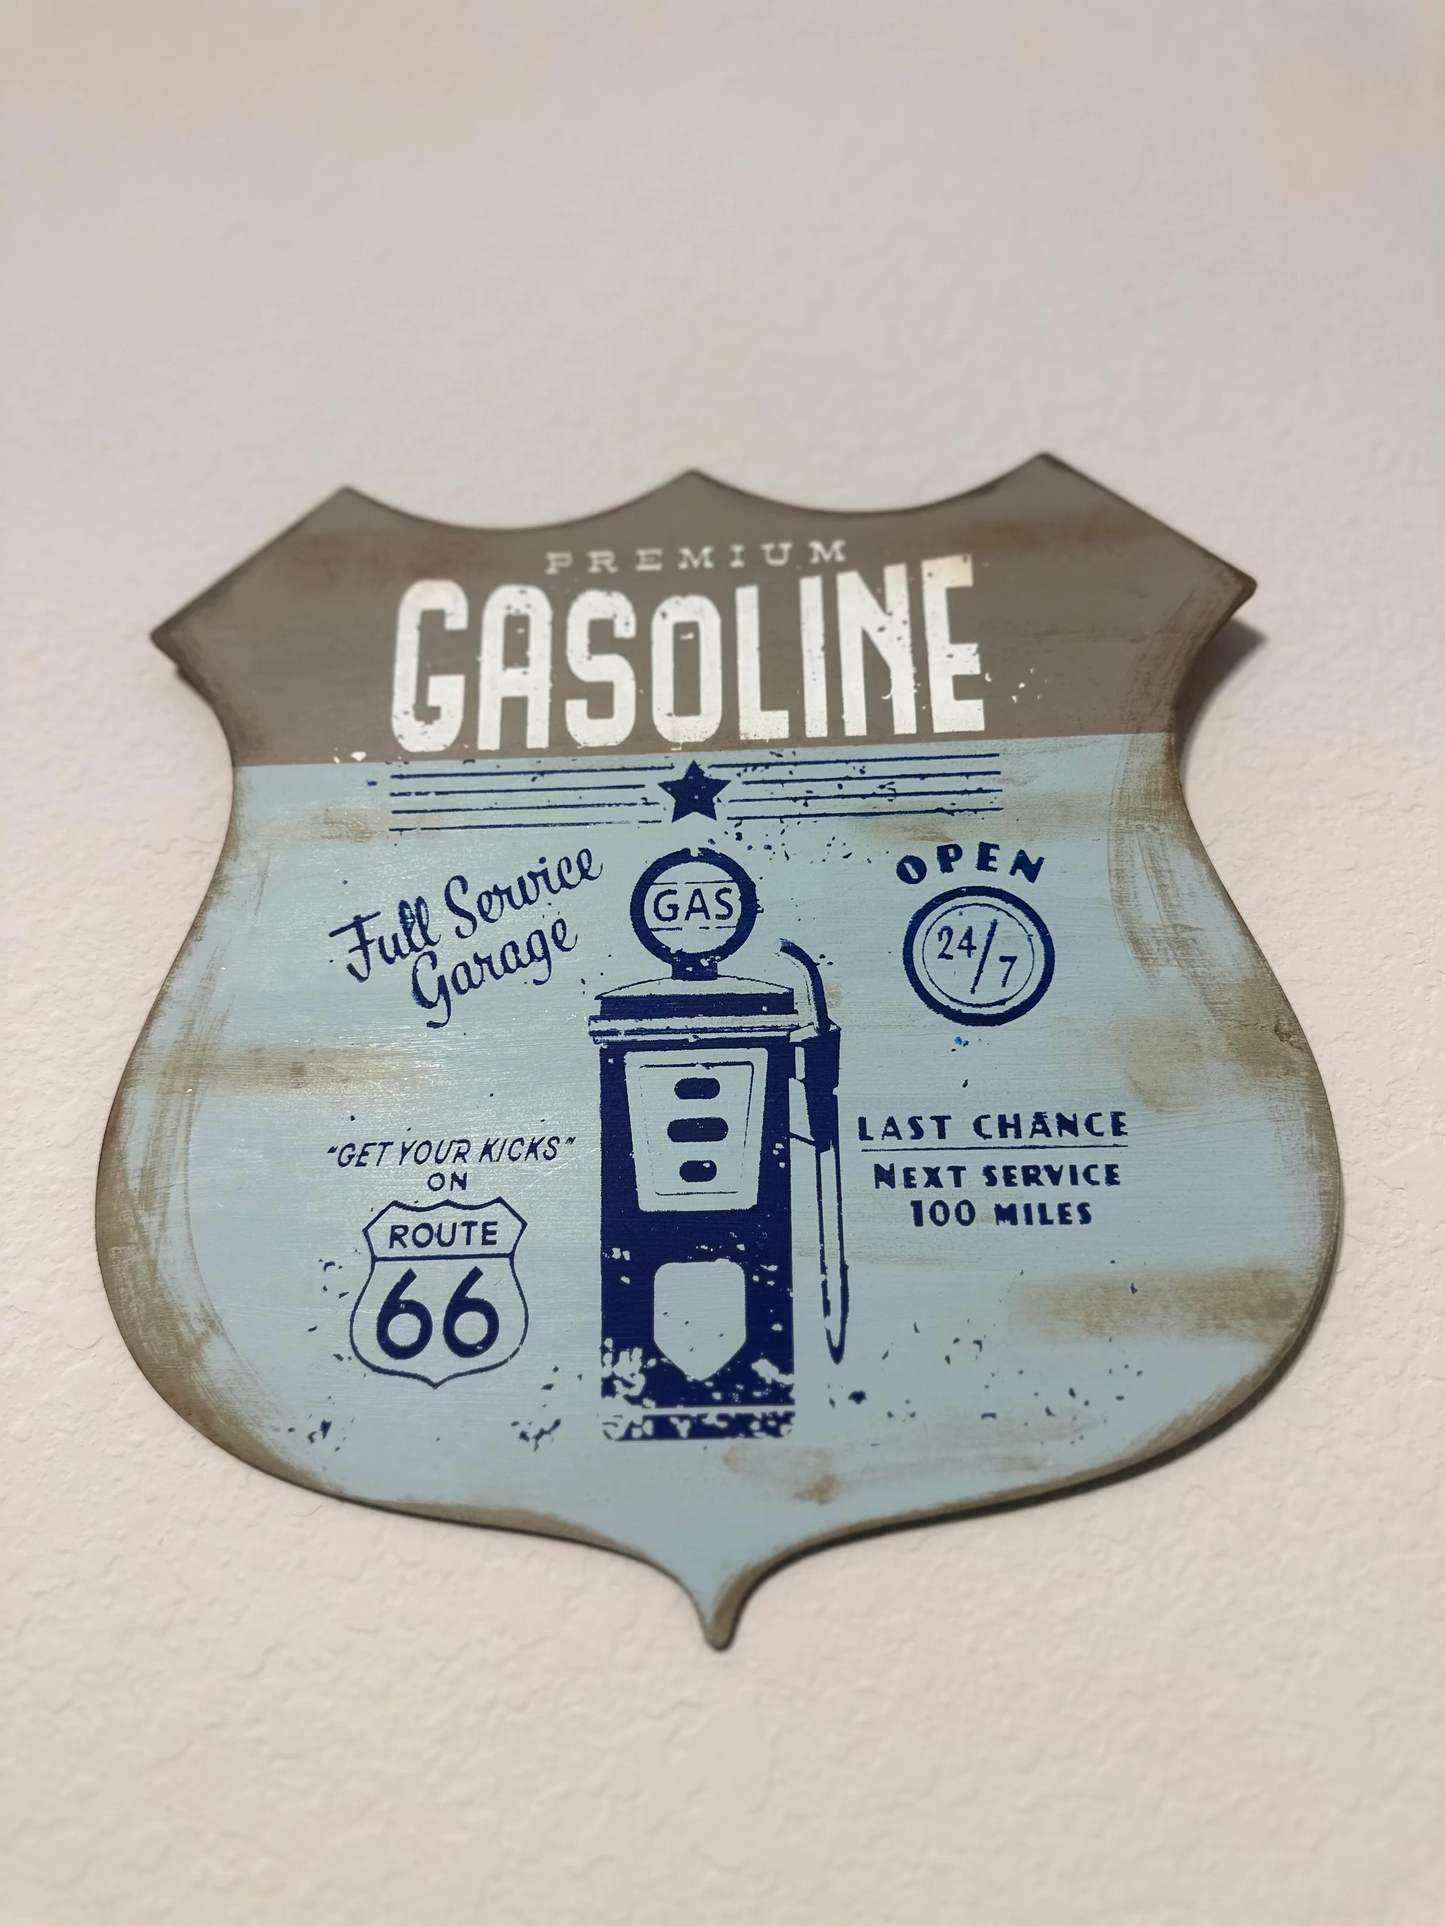 PREMIUM
GASOLINE
Full Service
Garage
GAS
OPEN
24/7
"GET YOUR KICKS"
ON
ROUTE
66
LAST CHANCE
NEXT SERVICE
100 MILES